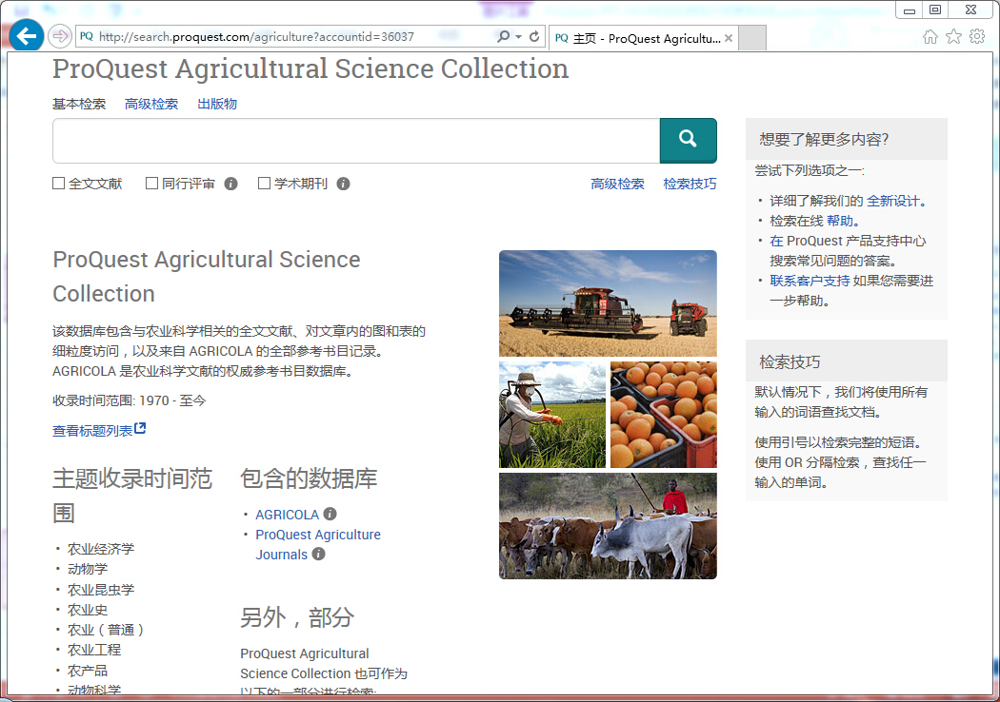 http://search.proquest.com/agriculture?accountid=36037
PQ 主页 - ProQuest Agricultu...
ProQuest Agricultural Science Collection
基本检索 高级检索 出版物
全文文献 同行评审 学术期刊 高级检索 检索技巧
ProQuest Agricultural Science
Collection
该数据库包含与农业科学相关的全文文献、对文章内的图和表的
细粒度访问，以及来自 AGRICOLA 的全部参考书目记录。
AGRICOLA 是农业科学文献的权威参考书目数据库。
收录时间范围: 1970 - 至今
查看标题列表
主题收录时间范
围
• 农业经济学
• 动物学
• 农业昆虫学
• 农业史
• 农业（普通）
• 农业工程
• 农产品
• 动物科学
包含的数据库
• AGRICOLA
• ProQuest Agriculture
Journals
另外，部分
ProQuest Agricultural
Science Collection 也可作为
以下的一部分进行检索:
想要了解更多内容?
尝试下列选项之一:
• 详细了解我们的 全新设计。
• 检索在线 帮助。
• 在 ProQuest 产品支持中心
搜索常见问题的答案。
• 联系客户支持 如果您需要进
一步帮助。
检索技巧
默认情况下，我们将使用所有
输入的词语查找文档。
使用引号以检索完整的短语。
使用 OR 分隔检索，查找任一
输入的单词。